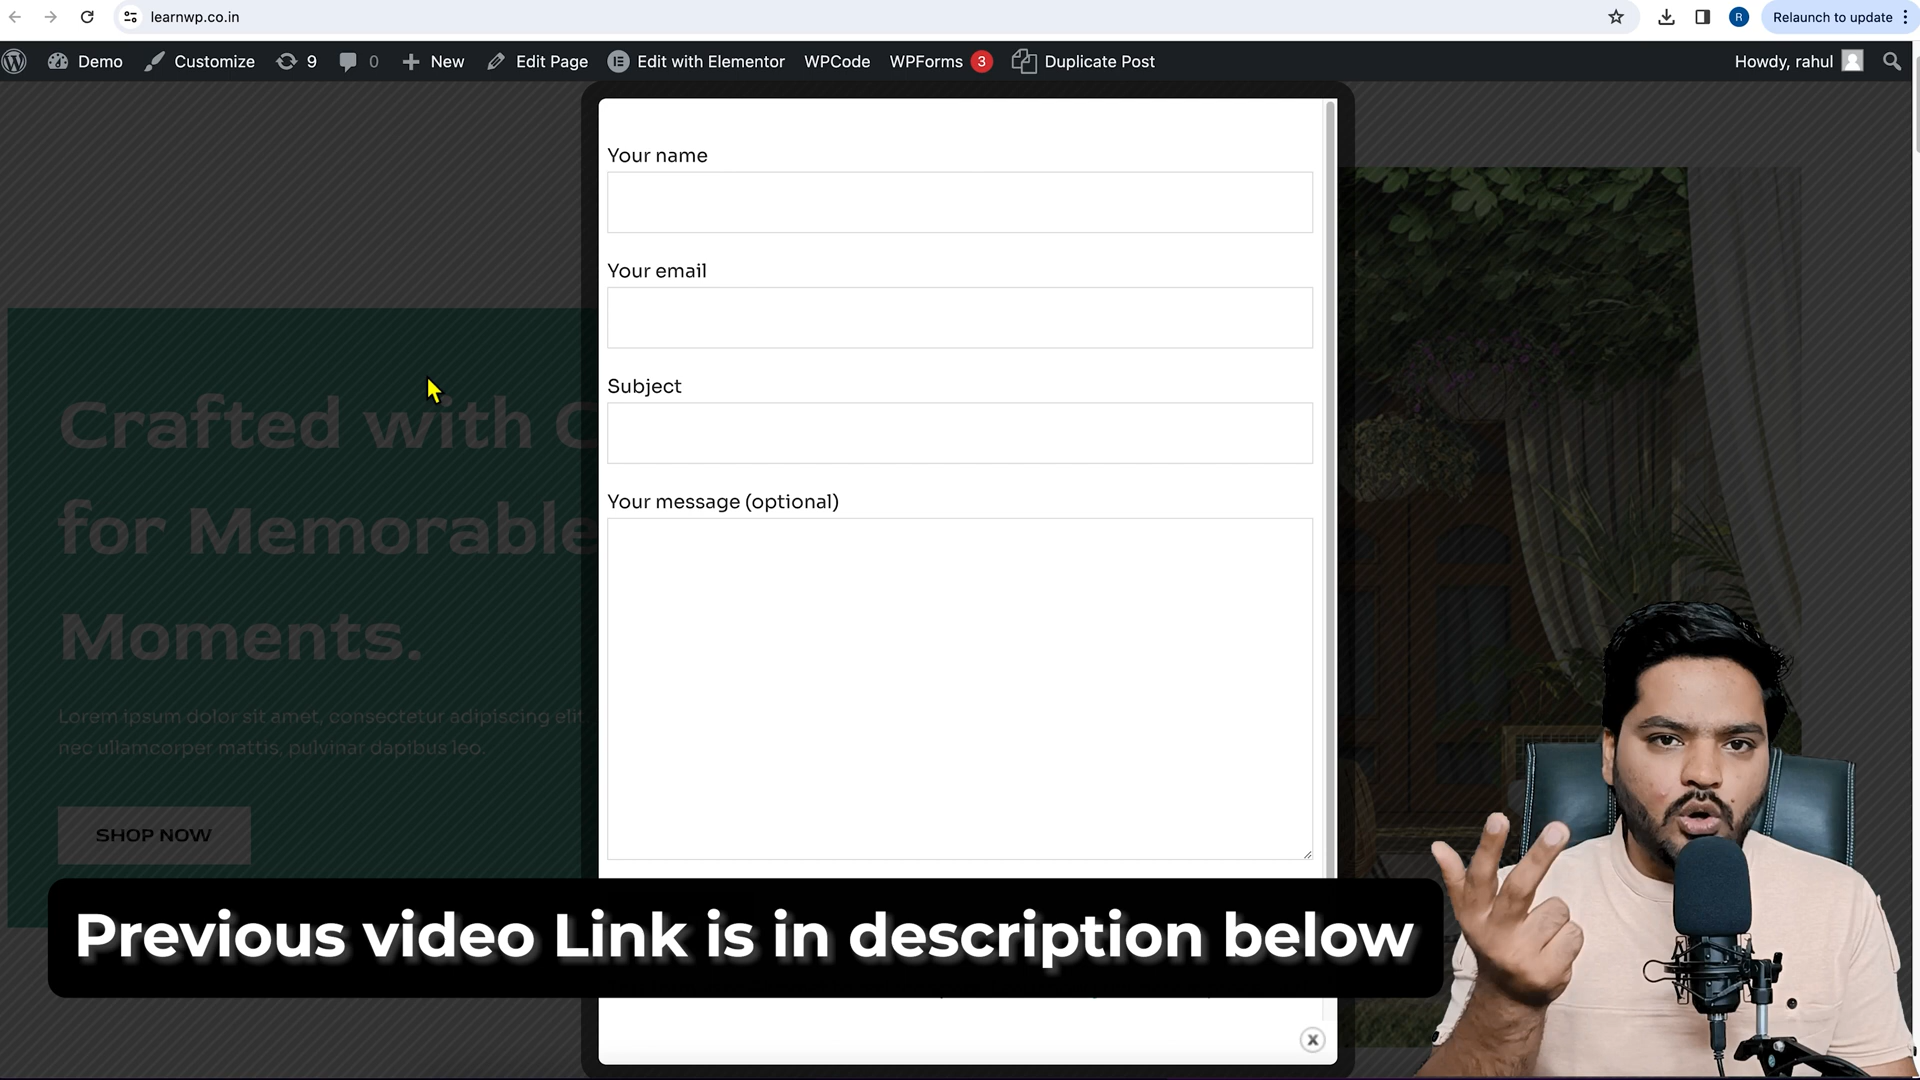 learnwp.co.in
R
Relaunch to update
Demo
Customize
9
0
New
Edit Page
Edit with Elementor
WPCode
WPForms 3
Duplicate Post
Howdy, rahul
Your name
Your email
Subject
Your message (optional)
Crafted with C
for Memorable
Moments.
Lorem ipsum dolor sit amet, consectetur adipiscing elit
nec ullamcorper mattis, pulvinar dapibus leo.
SHOP NOW
Previous video Link is in description below